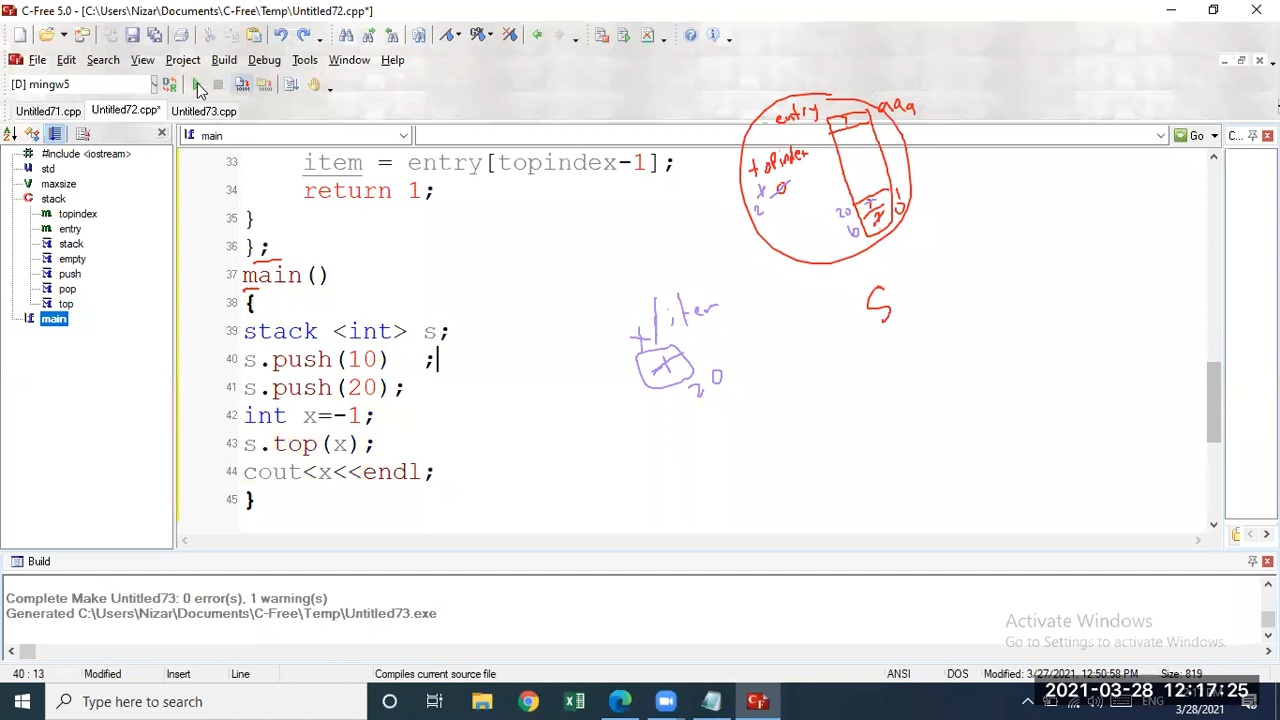 C-Free 5.0 - [C:\Users\Nizar\Documents\C-Free\Temp\Untitled72.cpp*]
File Edit Search View Project Build Debug Tools Window Help
[D] mingw5
Untitled71.cpp Untitled72.cpp* Untitled73.cpp
main
Go
C...
#include <iostream>
std
maxsize
stack
topindex
entry
stack
empty
push
pop
top
main
33 item = entry[topindex-1];
34 return 1;
35 }
36 };
37 main()
38 {
39 stack <int> s;
40 s.push(10) ;
41 s.push(20);
42 int x=-1;
43 s.top(x);
44 cout<x<<endl;
45 }
entry 999
topindex
x 0
2
20
1
0
S
item
x
20
Build
Complete Make Untitled73: 0 error(s), 1 warning(s)
Generated C:\Users\Nizar\Documents\C-Free\Temp\Untitled73.exe
Activate Windows
Go to Settings to activate Windows.
40 : 13 Modified Insert Line Compiles current source file ANSI DOS Modified: 3/27/2021, 12:50:58 PM Size: 819
Type here to search
ENG
2021-03-28 12:17:25
3/28/2021